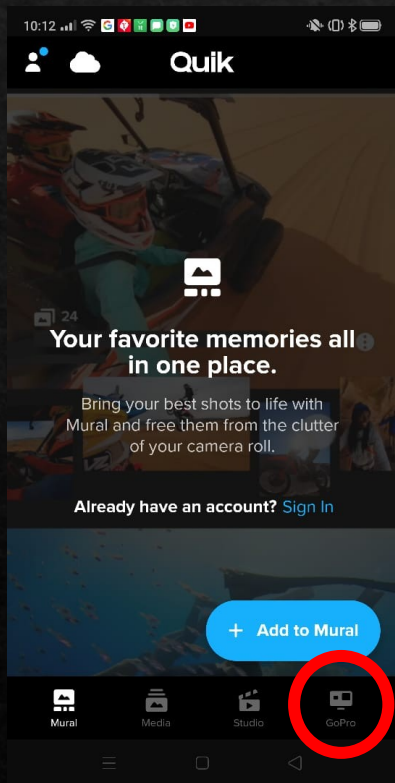 10:12
Quik
24
Your favorite memories all
in one place.
Bring your best shots to life with
Mural and free them from the clutter
of your camera roll.
Already have an account? Sign In
+ Add to Mural
Mural Media Studio GoPro